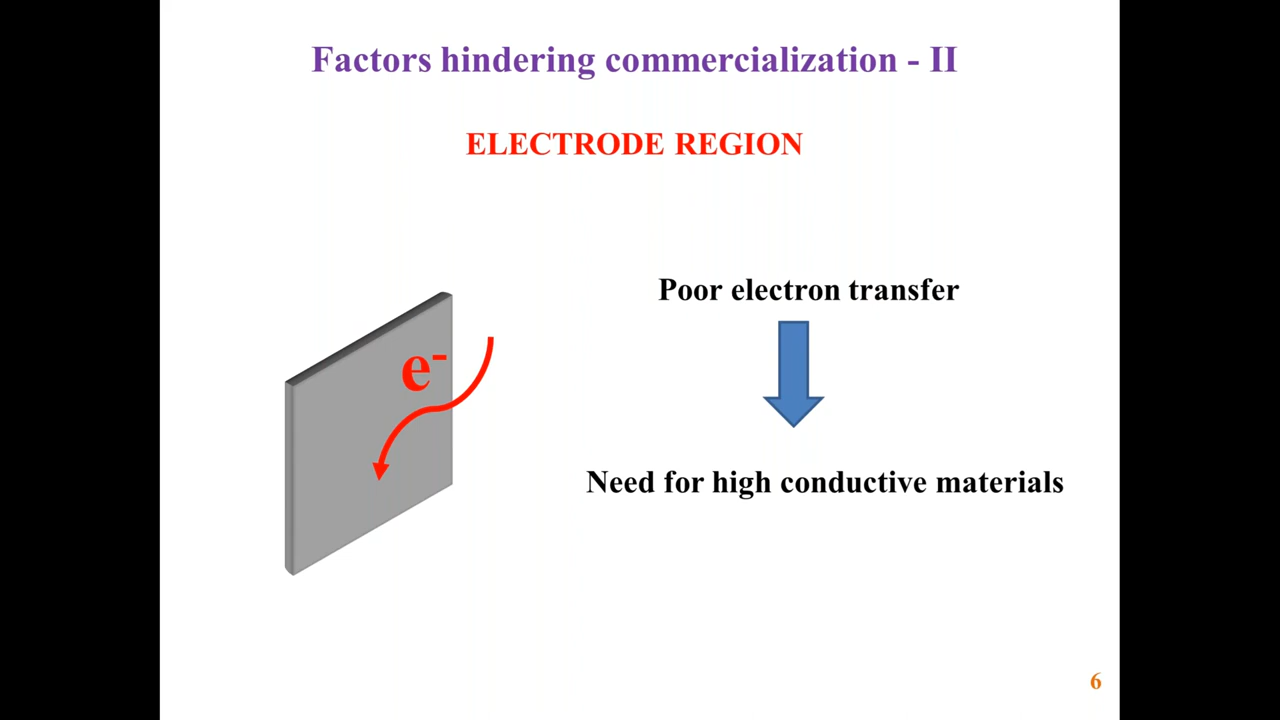 Factors hindering commercialization - II
ELECTRODE REGION
Poor electron transfer
e-
Need for high conductive materials
6